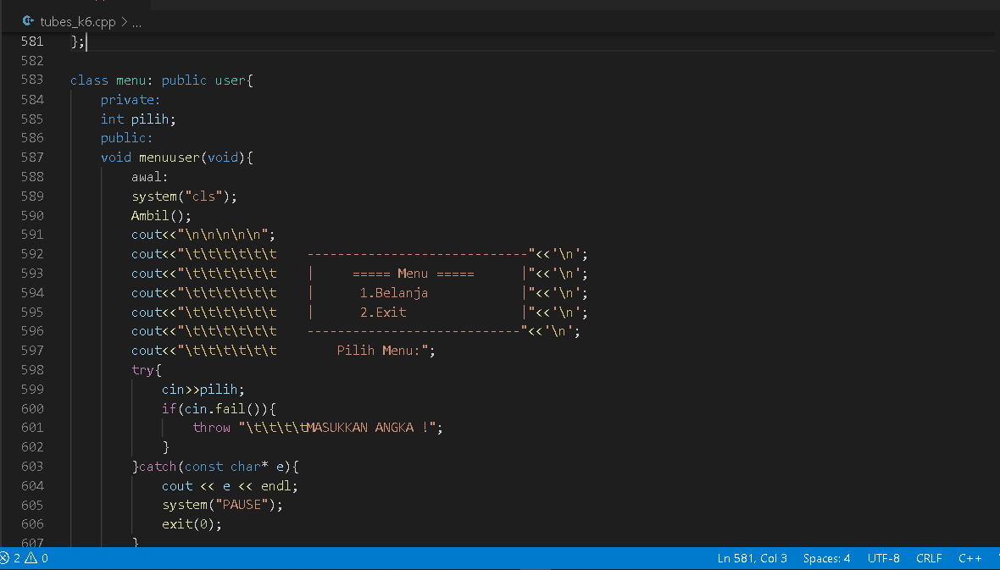 tubes_k6.cpp > ...
581 };
582
583 class menu: public user{
584 private:
585 int pilih;
586 public:
587 void menuuser(void){
588 awal:
589 system("cls");
590 Ambil();
591 cout<<"\n\n\n\n\n";
592 cout<<"\t\t\t\t\t\t    -----------------------------"<<'\n';
593 cout<<"\t\t\t\t\t\t    |     ===== Menu =====      |"<<'\n';
594 cout<<"\t\t\t\t\t\t    |      1.Belanja            |"<<'\n';
595 cout<<"\t\t\t\t\t\t    |      2.Exit               |"<<'\n';
596 cout<<"\t\t\t\t\t\t    ----------------------------"<<'\n';
597 cout<<"\t\t\t\t\t\t        Pilih Menu:";
598 try{
599 cin>>pilih;
600 if(cin.fail()){
601 throw "\t\t\t\tMASUKKAN ANGKA !";
602 }
603 }catch(const char* e){
604 cout << e << endl;
605 system("PAUSE");
606 exit(0);
607 }
2 0 Ln 581, Col 3 Spaces: 4 UTF-8 CRLF C++